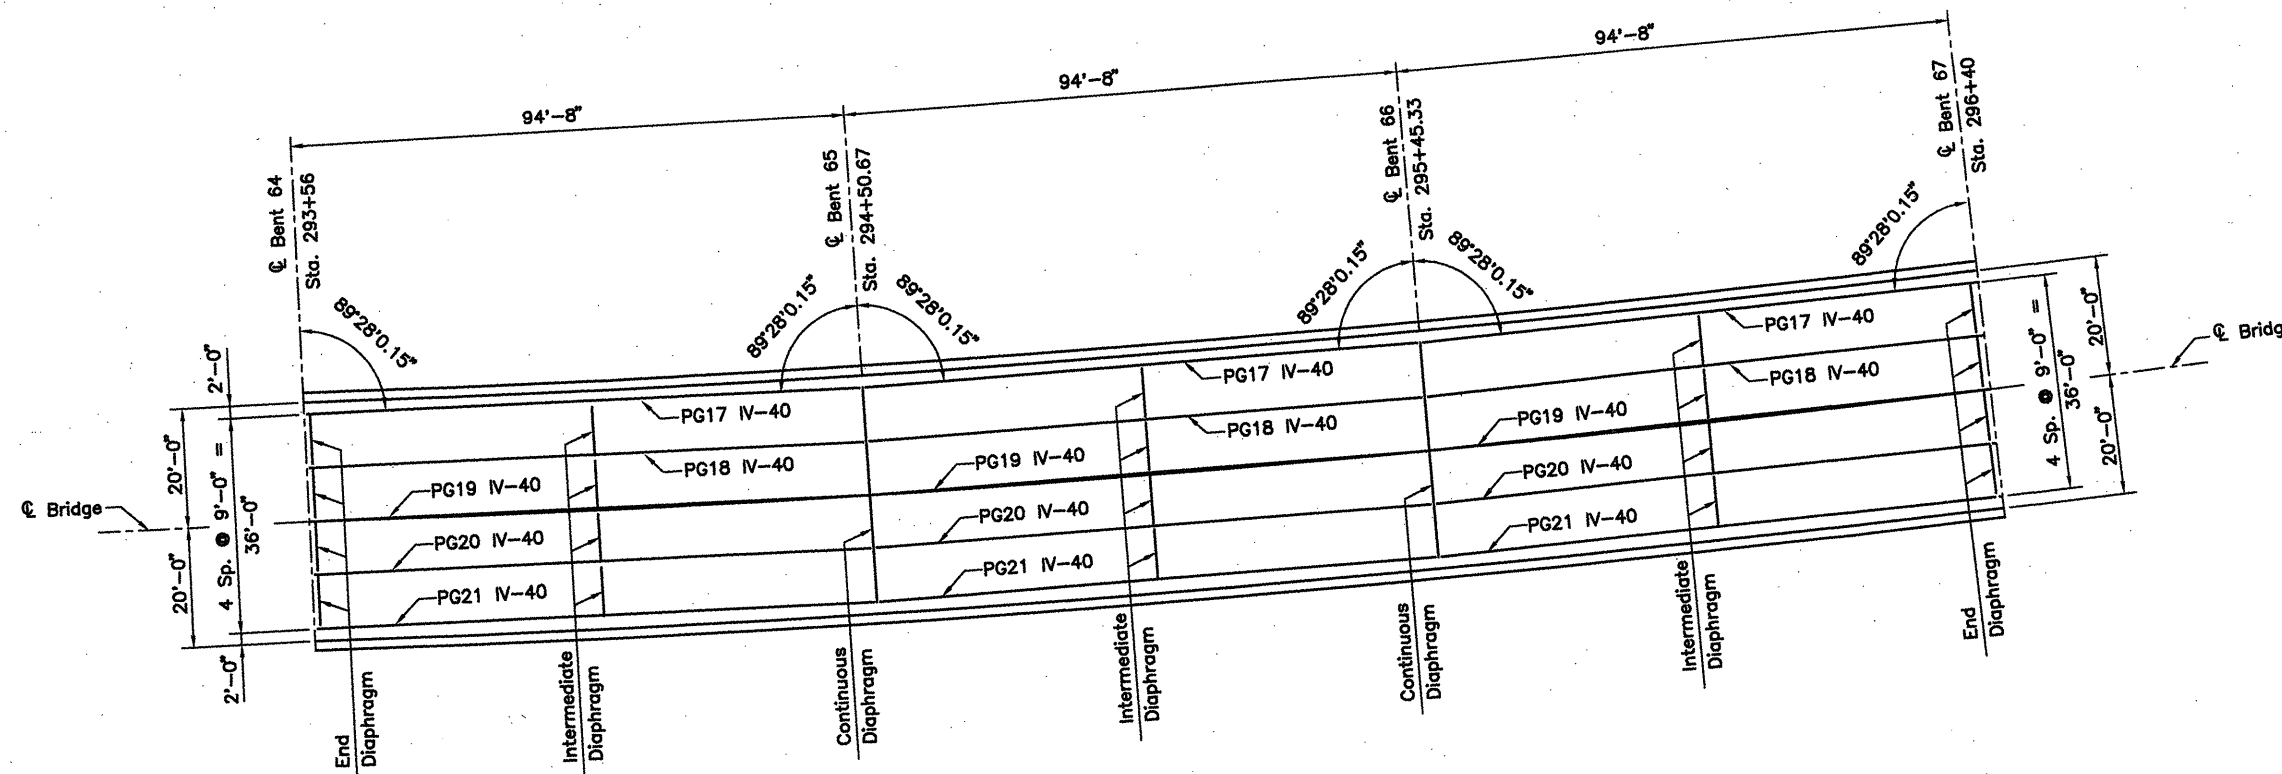 94'-8"
94'-8"
94'-8"
℄ Bent 64
Sta. 293+56
℄ Bent 65
Sta. 294+50.67
℄ Bent 66
Sta. 295+45.33
℄ Bent 67
Sta. 296+40
89°28'0.15"
89°28'0.15"
89°28'0.15"
89°28'0.15"
89°28'0.15"
89°28'0.15"
2'-0"
20'-0"
20'-0"
4 Sp. @ 9'-0" =
36'-0"
2'-0"
℄ Bridge
PG17 IV-40
PG18 IV-40
PG19 IV-40
PG20 IV-40
PG21 IV-40
PG17 IV-40
PG18 IV-40
PG19 IV-40
PG20 IV-40
PG21 IV-40
PG17 IV-40
PG18 IV-40
PG19 IV-40
PG20 IV-40
PG21 IV-40
4 Sp. @ 9'-0" =
36'-0"
20'-0"
20'-0"
℄ Bridg
End
Diaphragm
Intermediate
Diaphragm
Continuous
Diaphragm
Intermediate
Diaphragm
Continuous
Diaphragm
Intermediate
Diaphragm
End
Diaphragm